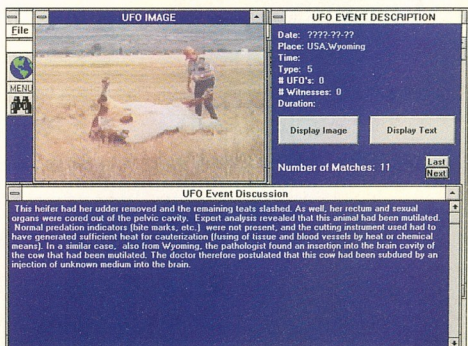 UFO IMAGE
File
MENU
UFO EVENT DESCRIPTION
Date: ????-??-??
Place: USA,Wyoming
Time:
Type: 5
# UFO's: 0
# Witnesses: 0
Duration:
Display Image
Display Text
Number of Matches: 11
Last
Next
UFO Event Discussion
This heifer had her udder removed and the remaining teats slashed. As well, her rectum and sexual
organs were cored out of the pelvic cavity. Expert analysis revealed that this animal had been mutilated.
Normal predation indicators (bite marks, etc.) were not present, and the cutting instrument used had to
have generated sufficient heat for cauterization (fusing of tissue and blood vessels by heat or chemical
means). In a similar case, also from Wyoming, the pathologist found an insertion into the brain cavity of
the cow that had been mutilated. The doctor therefore postulated that this cow had been subdued by an
injection of unknown medium into the brain.